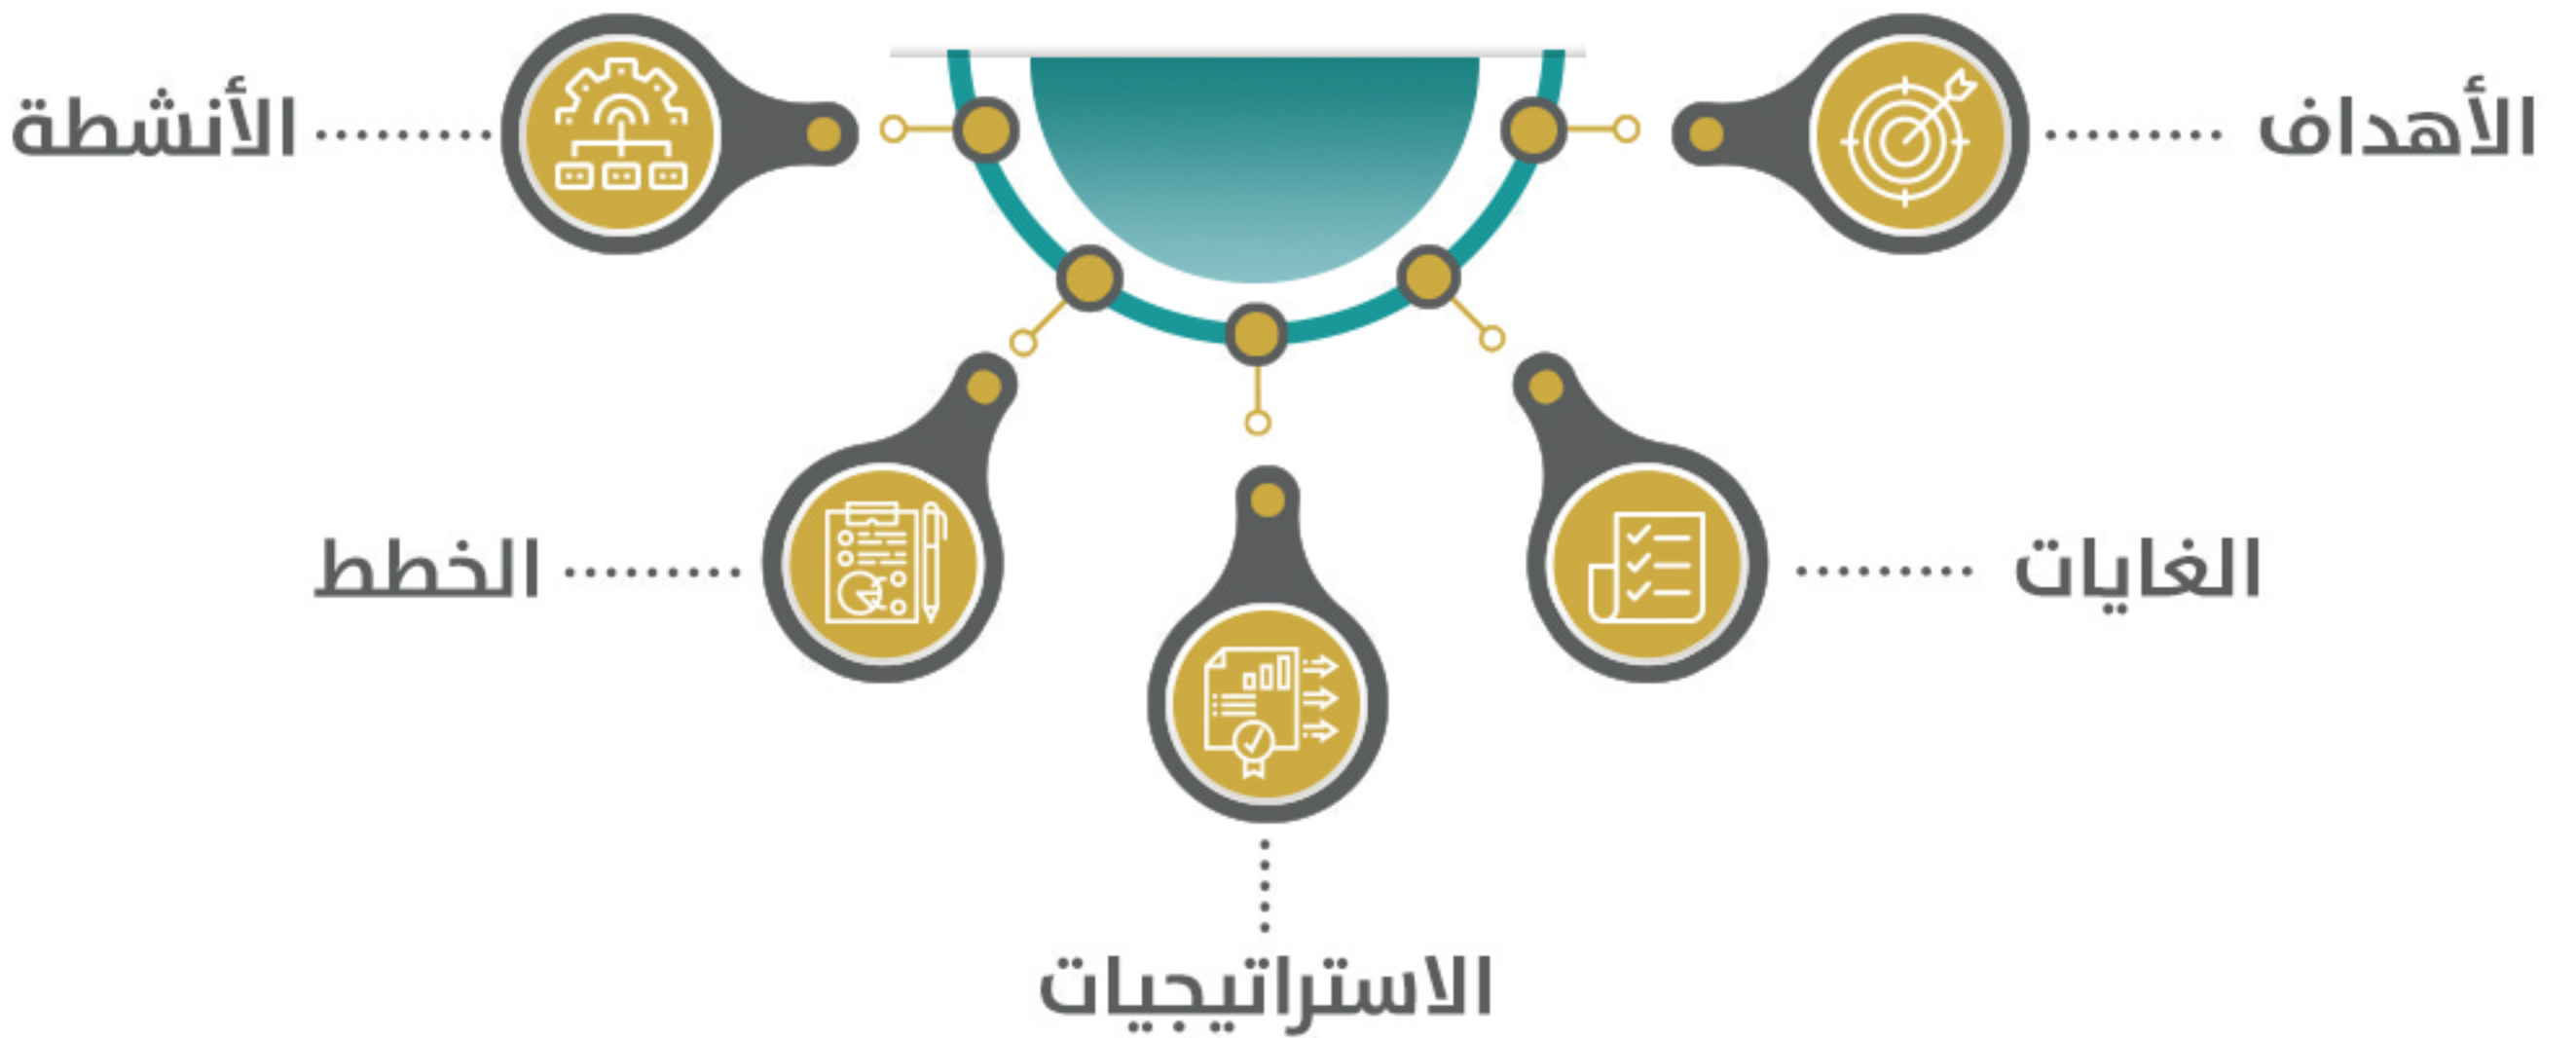 الأهداف
الغايات
الاستراتيجيات
الخطط
الأنشطة